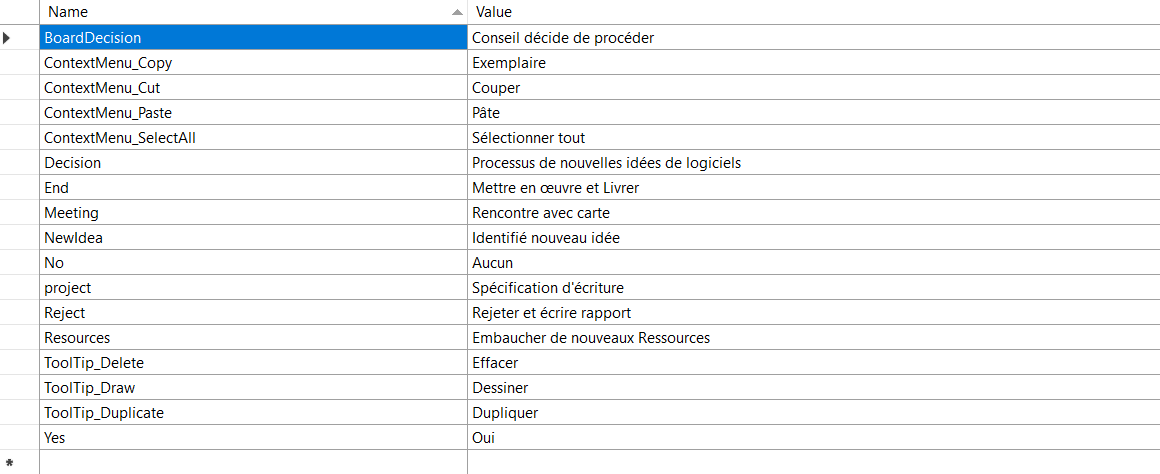 Name Value
BoardDecision Conseil décide de procéder
ContextMenu_Copy Exemplaire
ContextMenu_Cut Couper
ContextMenu_Paste Pâte
ContextMenu_SelectAll Sélectionner tout
Decision Processus de nouvelles idées de logiciels
End Mettre en œuvre et Livrer
Meeting Rencontre avec carte
NewIdea Identifié nouveau idée
No Aucun
project Spécification d'écriture
Reject Rejeter et écrire rapport
Resources Embaucher de nouveaux Ressources
ToolTip_Delete Effacer
ToolTip_Draw Dessiner
ToolTip_Duplicate Dupliquer
Yes Oui
*